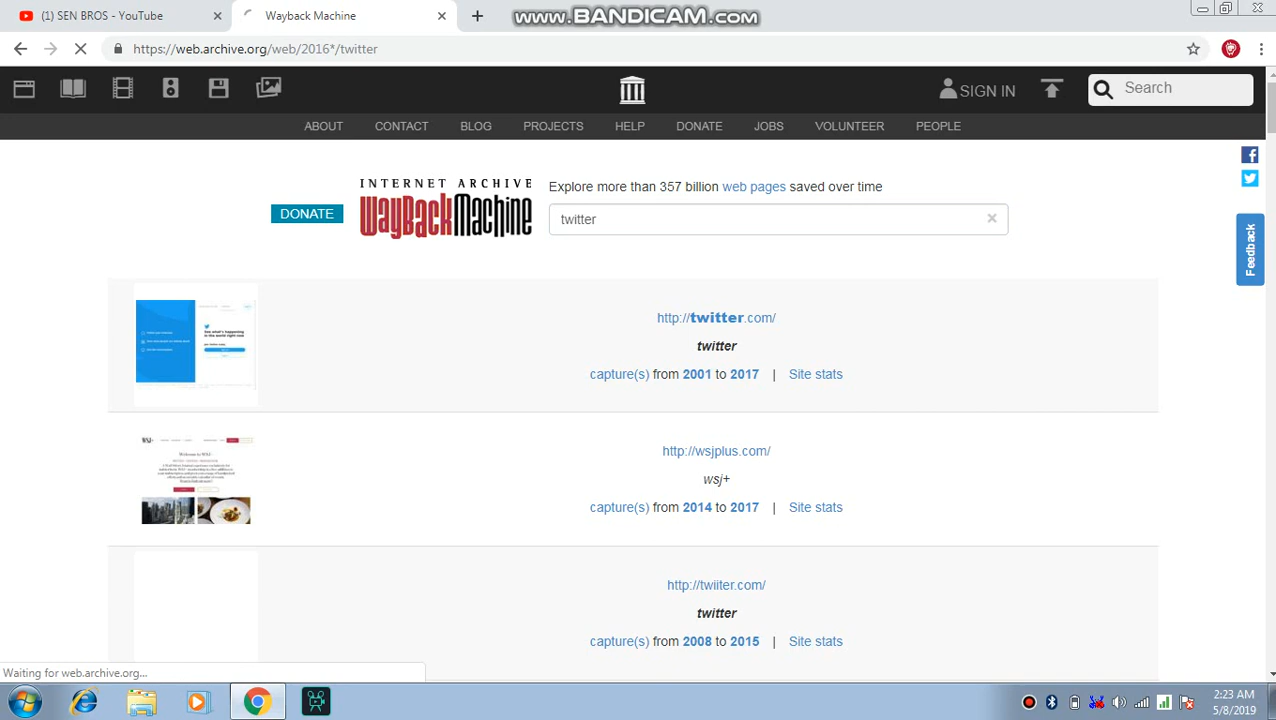 (1) SEN BROS - YouTube
Wayback Machine
www.BANDICAM.com
https://web.archive.org/web/2016*/twitter
SIGN IN
Search
ABOUT
CONTACT
BLOG
PROJECTS
HELP
DONATE
JOBS
VOLUNTEER
PEOPLE
INTERNET ARCHIVE
WayBackMachine
DONATE
Explore more than 357 billion web pages saved over time
twitter
Feedback
http://twitter.com/
twitter
capture(s) from 2001 to 2017 | Site stats
http://wsjplus.com/
wsj+
capture(s) from 2014 to 2017 | Site stats
http://twiiter.com/
twitter
capture(s) from 2008 to 2015 | Site stats
Waiting for web.archive.org...
2:23 AM
5/8/2019